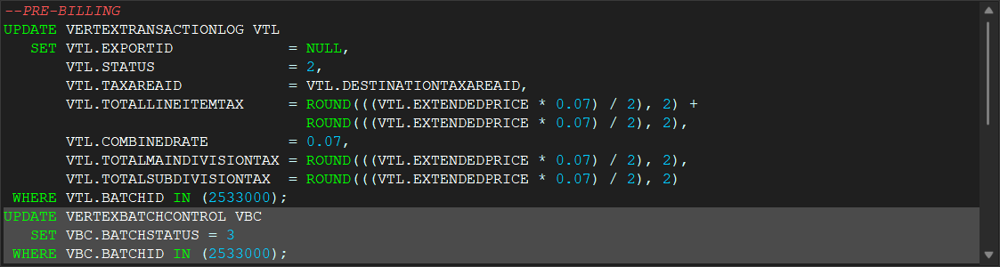 --PRE-BILLING
UPDATE VERTEXTRANSACTIONLOG VTL
   SET VTL.EXPORTID             = NULL,
       VTL.STATUS               = 2,
       VTL.TAXAREAID            = VTL.DESTINATIONTAXAREAID,
       VTL.TOTALLINEITEMTAX     = ROUND(((VTL.EXTENDEDPRICE * 0.07) / 2), 2) +
                                  ROUND(((VTL.EXTENDEDPRICE * 0.07) / 2), 2),
       VTL.COMBINEDRATE         = 0.07,
       VTL.TOTALMAINDIVISIONTAX = ROUND(((VTL.EXTENDEDPRICE * 0.07) / 2), 2),
       VTL.TOTALSUBDIVISIONTAX  = ROUND(((VTL.EXTENDEDPRICE * 0.07) / 2), 2)
 WHERE VTL.BATCHID IN (2533000);
UPDATE VERTEXBATCHCONTROL VBC
   SET VBC.BATCHSTATUS = 3
 WHERE VBC.BATCHID IN (2533000);